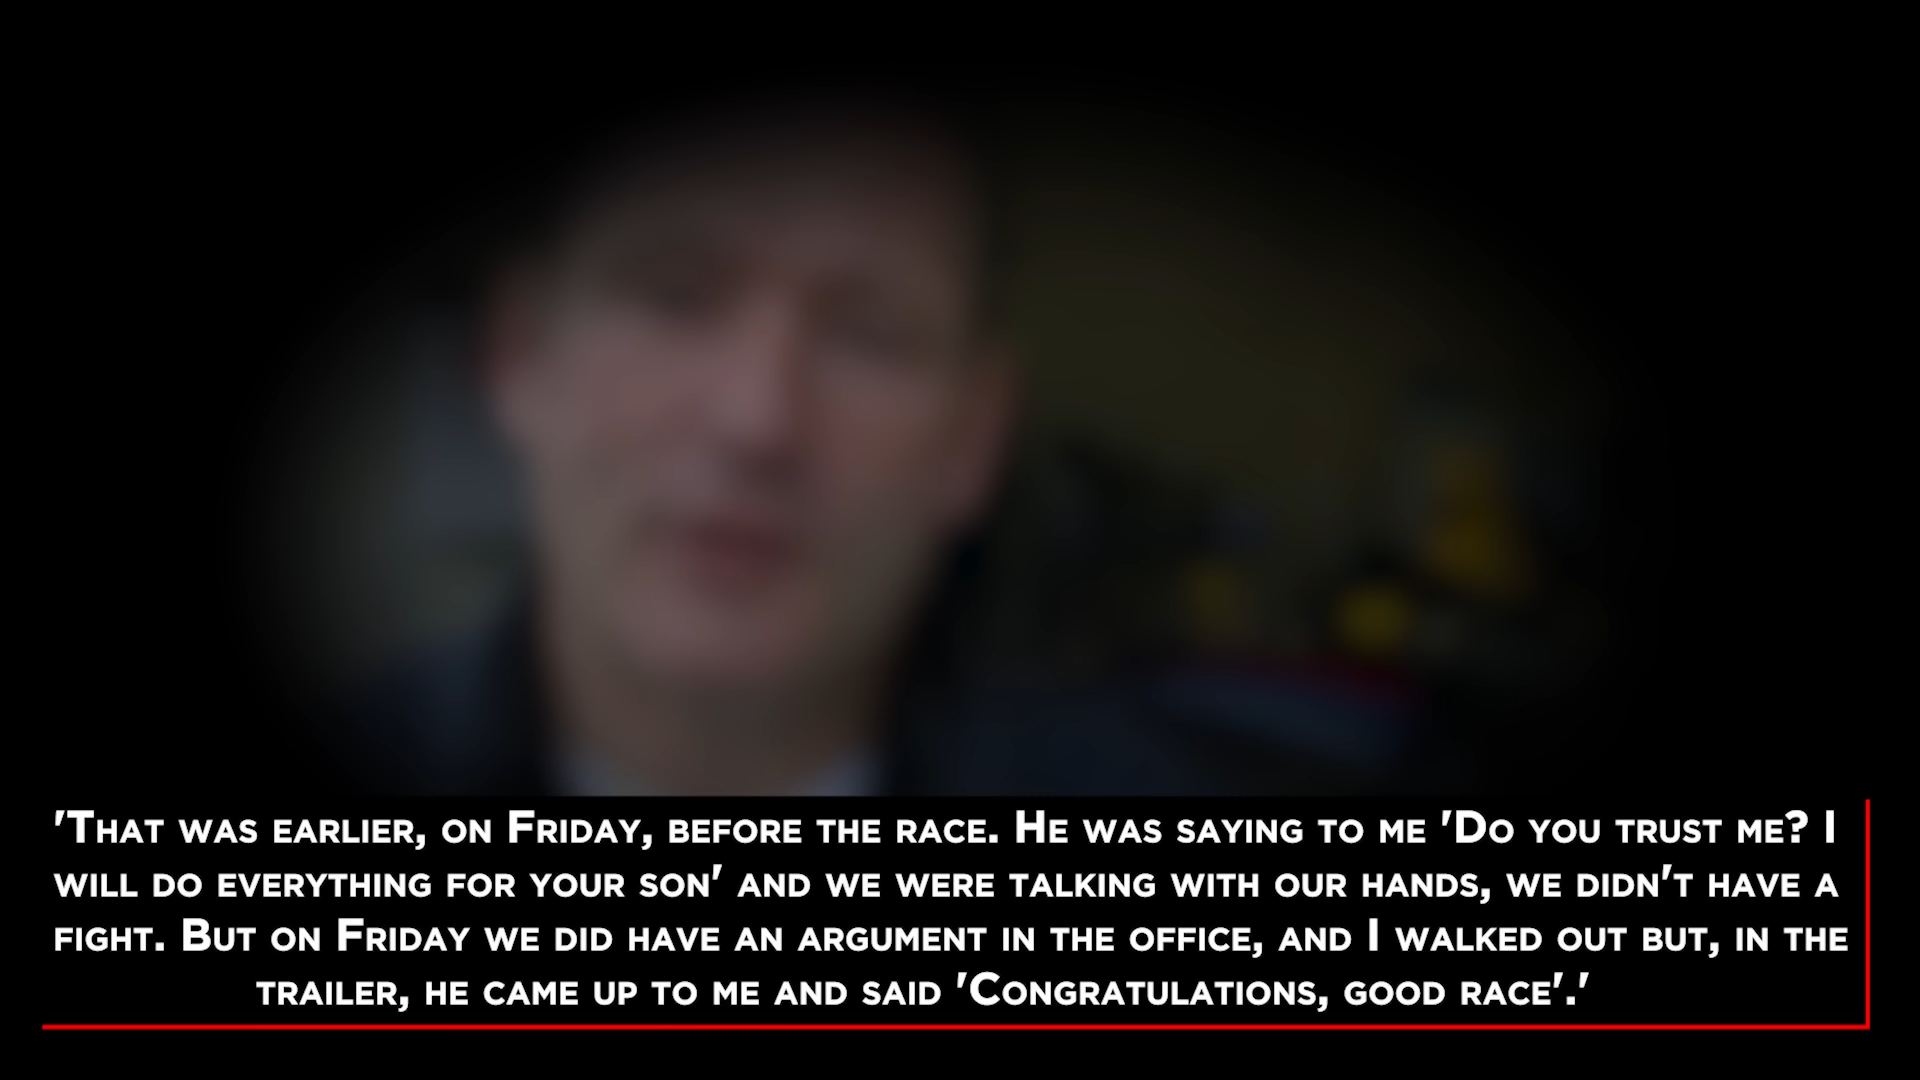 'That was earlier, on Friday, before the race. He was saying to me 'Do you trust me? I
will do everything for your son' and we were talking with our hands, we didn't have a
fight. But on Friday we did have an argument in the office, and I walked out but, in the
trailer, he came up to me and said 'Congratulations, good race'.'